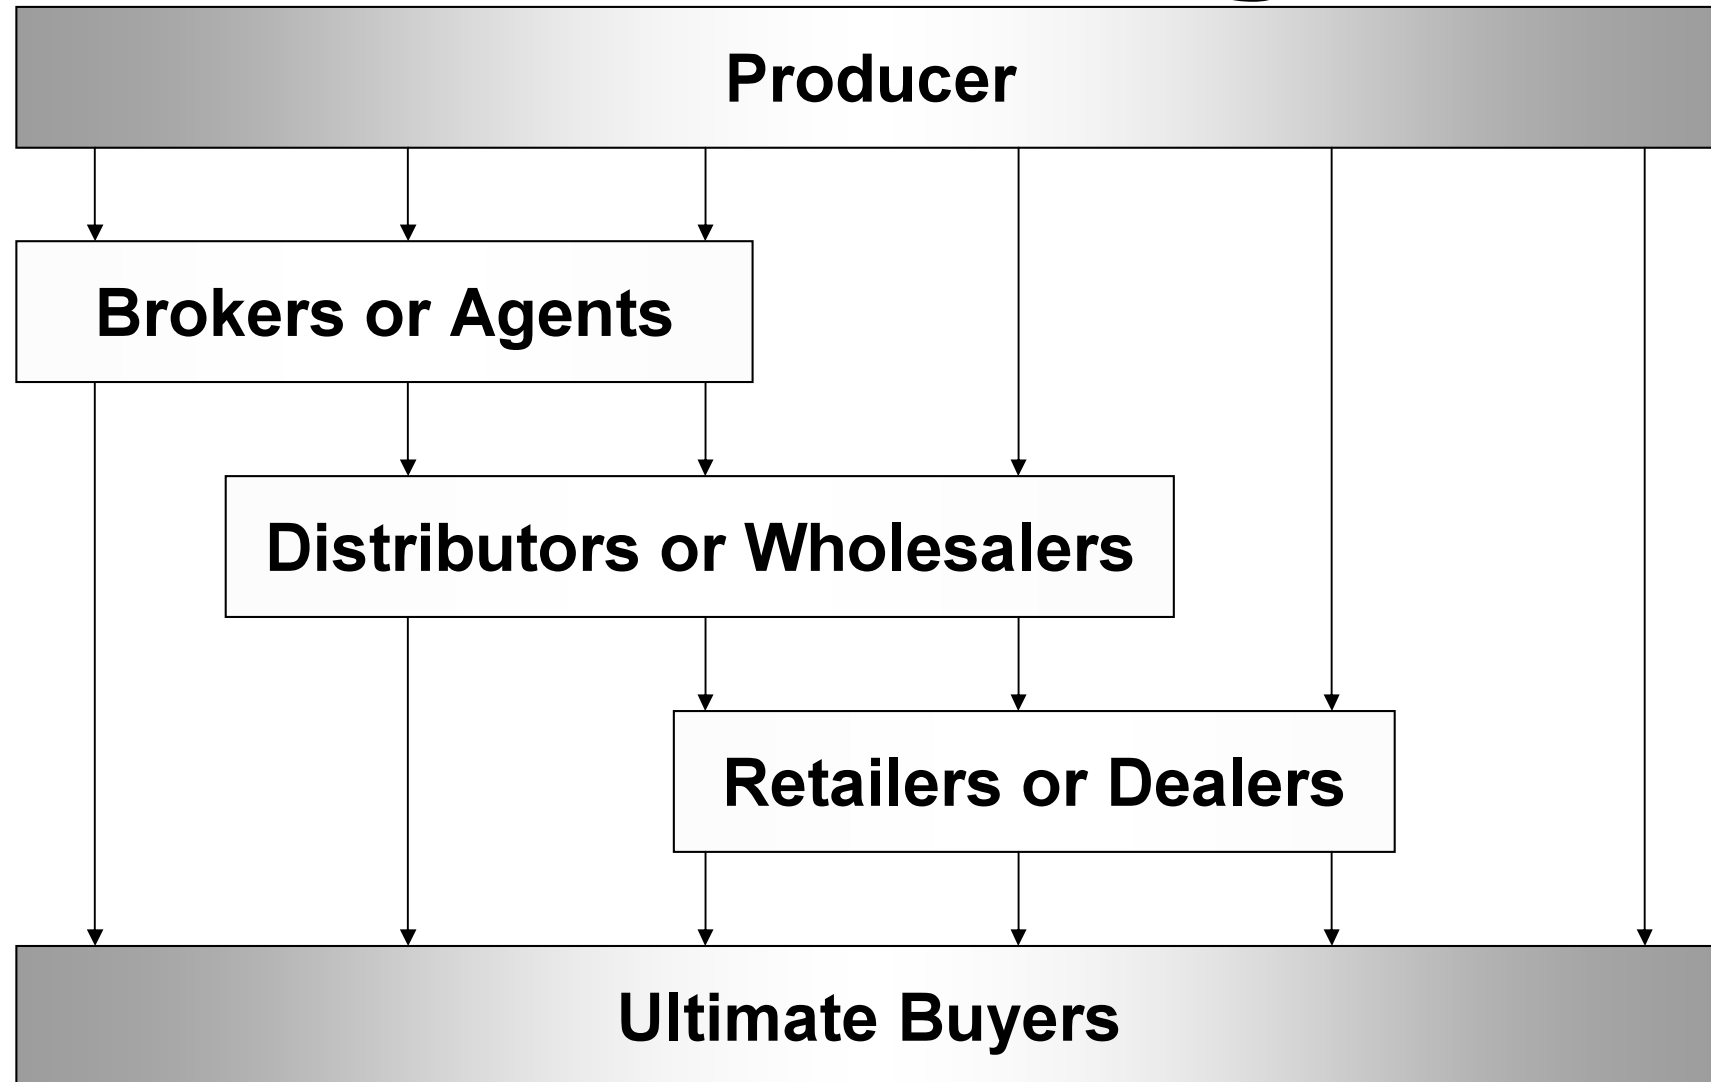 Producer
Brokers or Agents
Distributors or Wholesalers
Retailers or Dealers
Ultimate Buyers